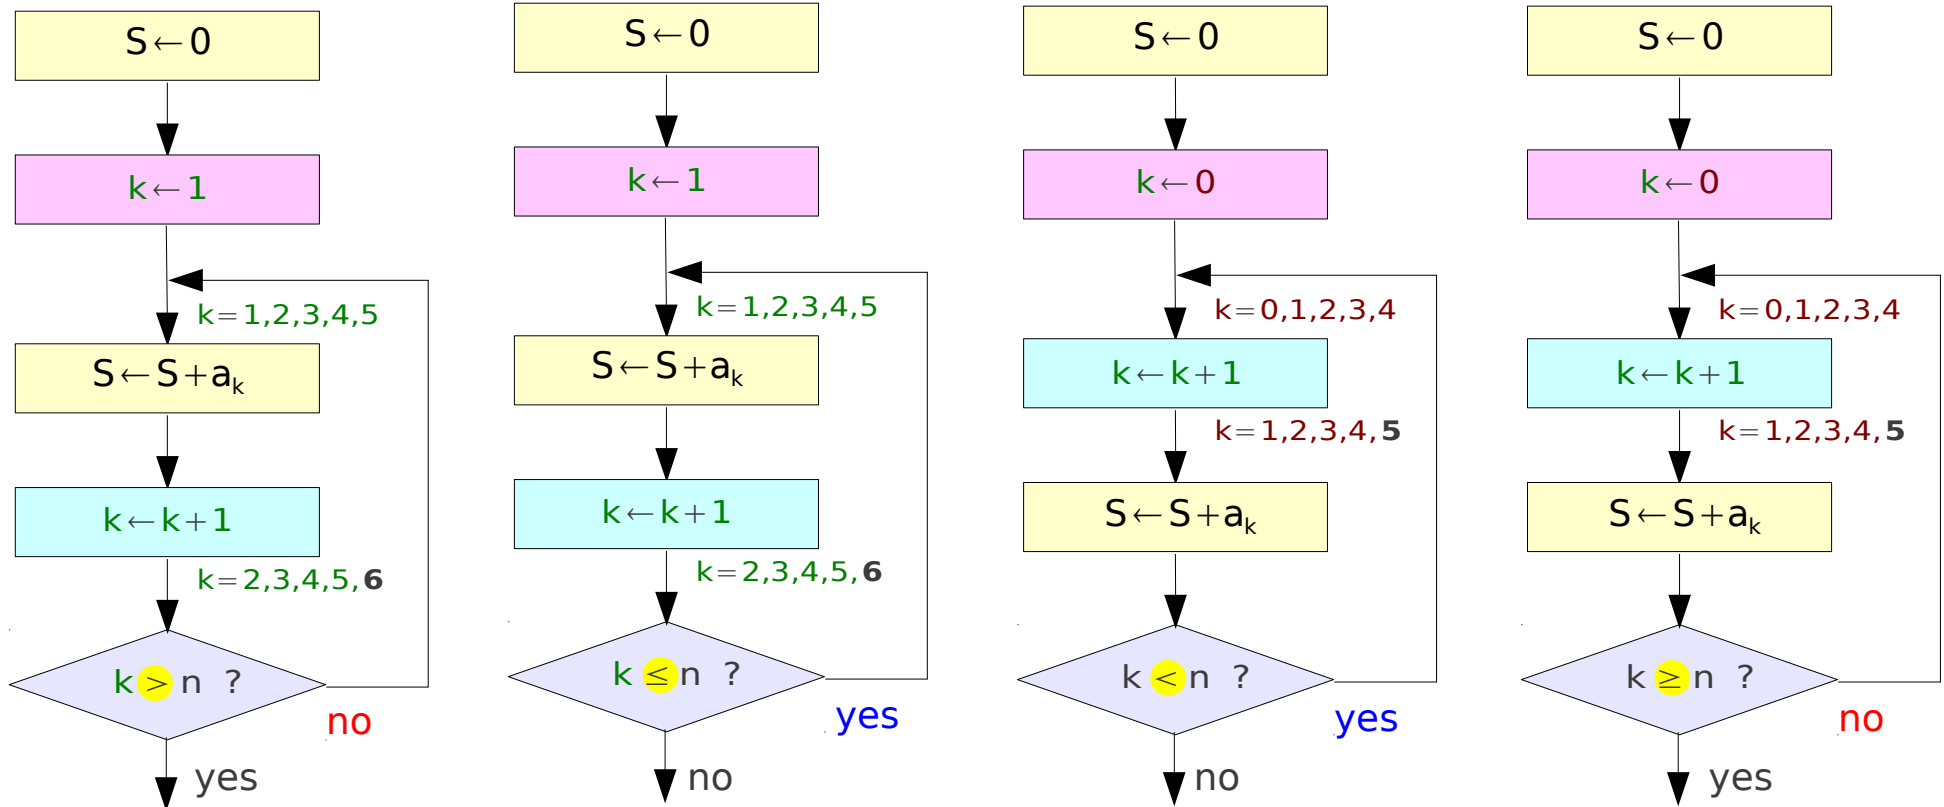 S←0
k←1
k=1,2,3,4,5
S←S+aₖ
k←k+1
k=2,3,4,5,6
k > n ?
no
yes
S←0
k←1
k=1,2,3,4,5
S←S+aₖ
k←k+1
k=2,3,4,5,6
k ≤ n ?
yes
no
S←0
k←0
k=0,1,2,3,4
k←k+1
k=1,2,3,4,5
S←S+aₖ
k < n ?
yes
no
S←0
k←0
k=0,1,2,3,4
k←k+1
k=1,2,3,4,5
S←S+aₖ
k ≥ n ?
no
yes